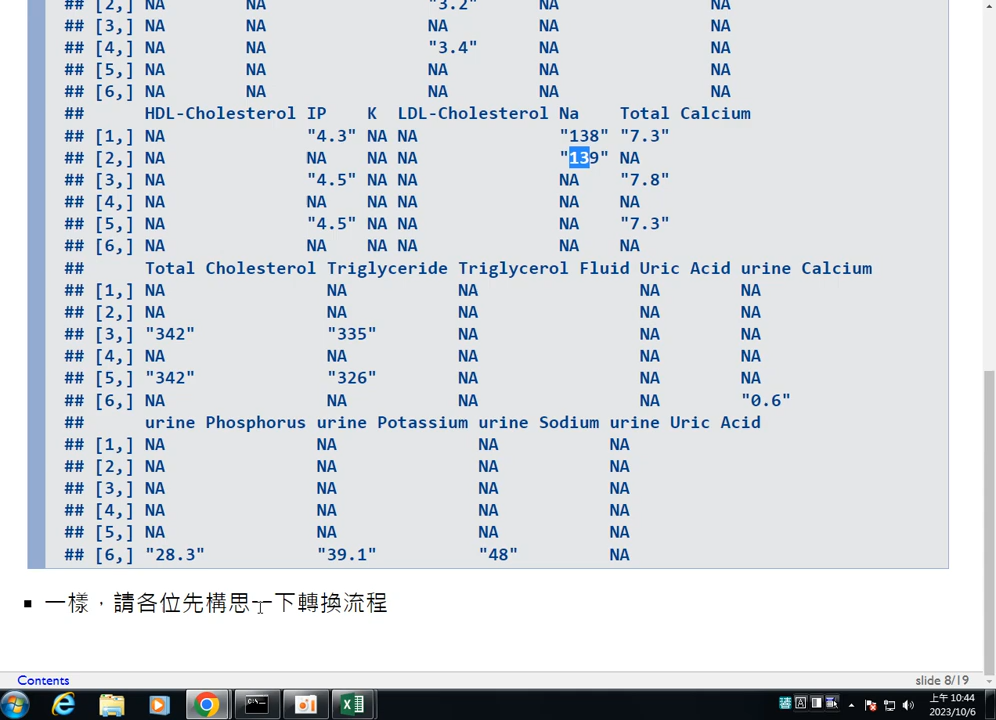 ## [2,] NA NA "3.2" NA NA
## [3,] NA NA NA NA NA
## [4,] NA NA "3.4" NA NA
## [5,] NA NA NA NA NA
## [6,] NA NA NA NA NA
## HDL-Cholesterol IP K LDL-Cholesterol Na Total Calcium
## [1,] NA "4.3" NA NA "138" "7.3"
## [2,] NA NA NA NA "139" NA
## [3,] NA "4.5" NA NA NA "7.8"
## [4,] NA NA NA NA NA NA
## [5,] NA "4.5" NA NA NA "7.3"
## [6,] NA NA NA NA NA NA
## Total Cholesterol Triglyceride Triglycerol Fluid Uric Acid urine Calcium
## [1,] NA NA NA NA NA
## [2,] NA NA NA NA NA
## [3,] "342" "335" NA NA NA
## [4,] NA NA NA NA NA
## [5,] "342" "326" NA NA NA
## [6,] NA NA NA NA "0.6"
## urine Phosphorus urine Potassium urine Sodium urine Uric Acid
## [1,] NA NA NA NA
## [2,] NA NA NA NA
## [3,] NA NA NA NA
## [4,] NA NA NA NA
## [5,] NA NA NA NA
## [6,] "28.3" "39.1" "48" NA
▪ 一樣，請各位先構思一下轉換流程
Contents slide 8/19
上午 10:44
2023/10/6